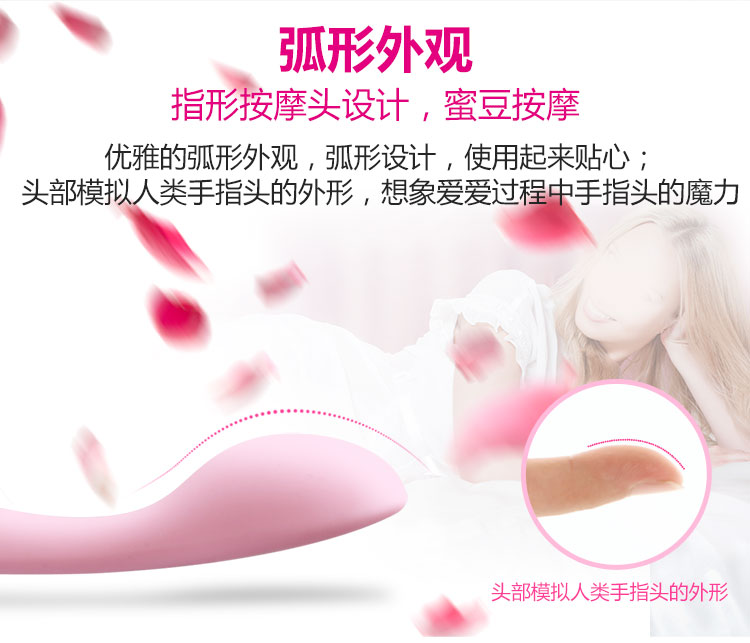 弧形外观
指形按摩头设计，蜜豆按摩
优雅的弧形外观，弧形设计，使用起来贴心；
头部模拟人类手指头的外形，想象爱爱过程中手指头的魔力
头部模拟人类手指头的外形